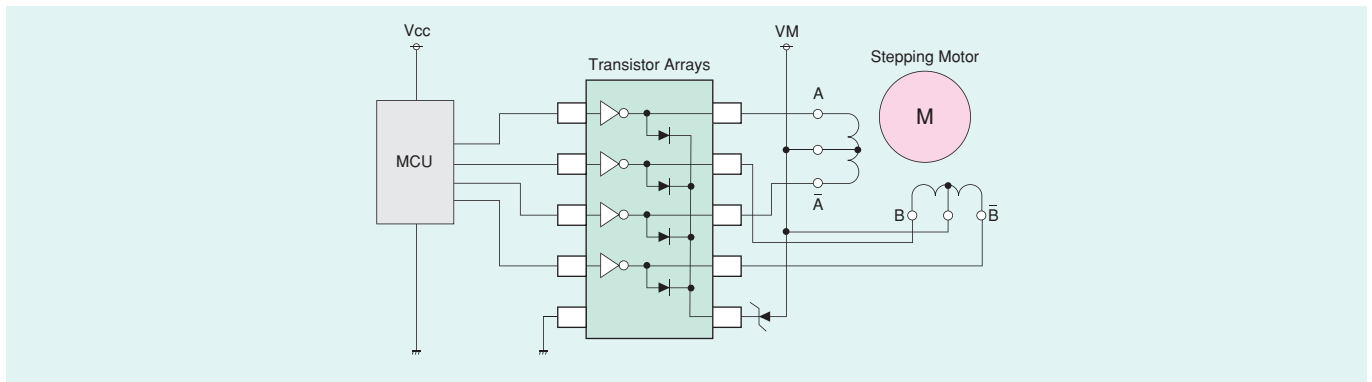 Vcc
VM
Transistor Arrays
Stepping Motor
A
M
MCU
A̅
B
B̅